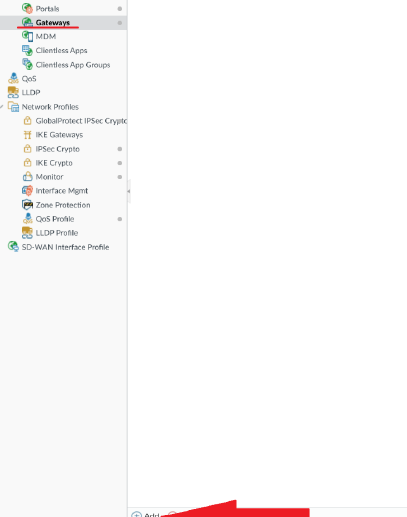 Portals
Gateways
MDM
Clientless Apps
Clientless App Groups
QoS
LLDP
Network Profiles
GlobalProtect IPSec Crypto
IKE Gateways
IPSec Crypto
IKE Crypto
Monitor
Interface Mgmt
Zone Protection
QoS Profile
LLDP Profile
SD-WAN Interface Profile
Add